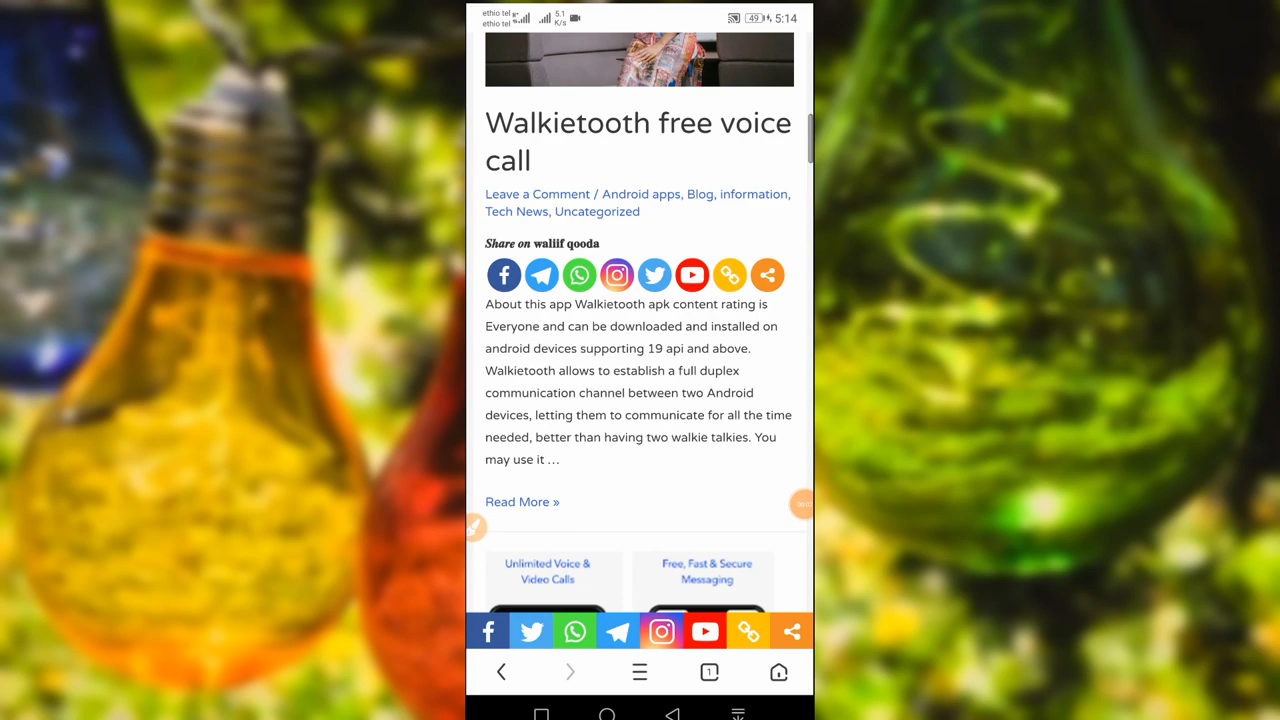 ethio tel
ethio tel
5.1
K/s
49
5:14
Walkietooth free voice
call
Leave a Comment / Android apps, Blog, information,
Tech News, Uncategorized
Share on waliif qooda
About this app Walkietooth apk content rating is
Everyone and can be downloaded and installed on
android devices supporting 19 api and above.
Walkietooth allows to establish a full duplex
communication channel between two Android
devices, letting them to communicate for all the time
needed, better than having two walkie talkies. You
may use it …
Read More »
Unlimited Voice &
Video Calls
Free, Fast & Secure
Messaging
1